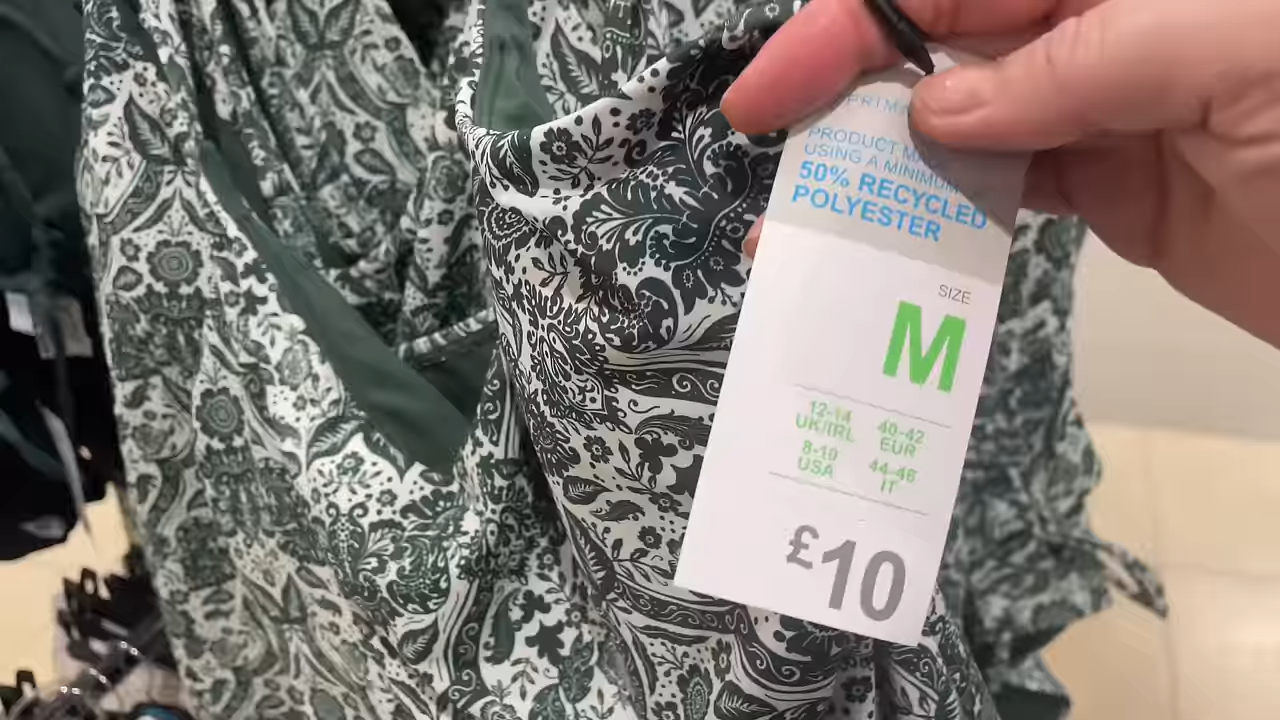 PRODUCT
USING A MINIMUM
50% RECYCLED
POLYESTER
SIZE
M
12-14
UK/IRL
40-42
EUR
8-10
USA
44-46
IT
£10